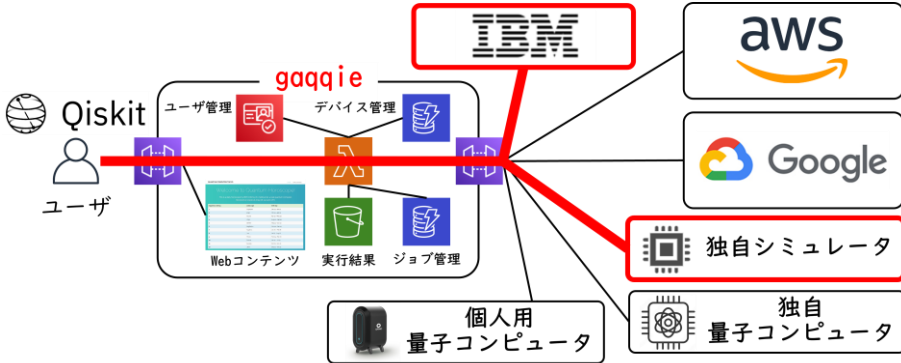 IBM
aws
gaqqie
Qiskit
ユーザ管理
デバイス管理
Google
ユーザ
独自シミュレータ
Webコンテンツ
実行結果
ジョブ管理
個人用
量子コンピュータ
独自
量子コンピュータ